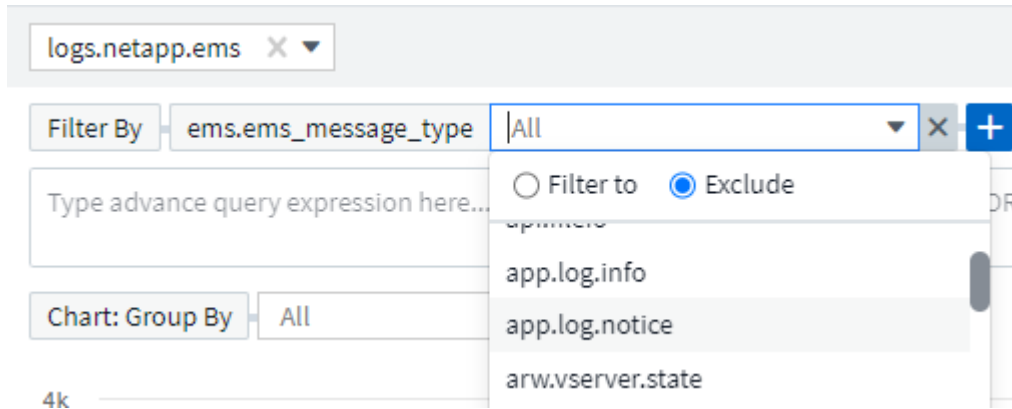 logs.netapp.ems
Filter By ems.ems_message_type All
Filter to Exclude
Type advance query expression here...
app.log.info
Chart: Group By All
app.log.notice
arw.vserver.state
4k